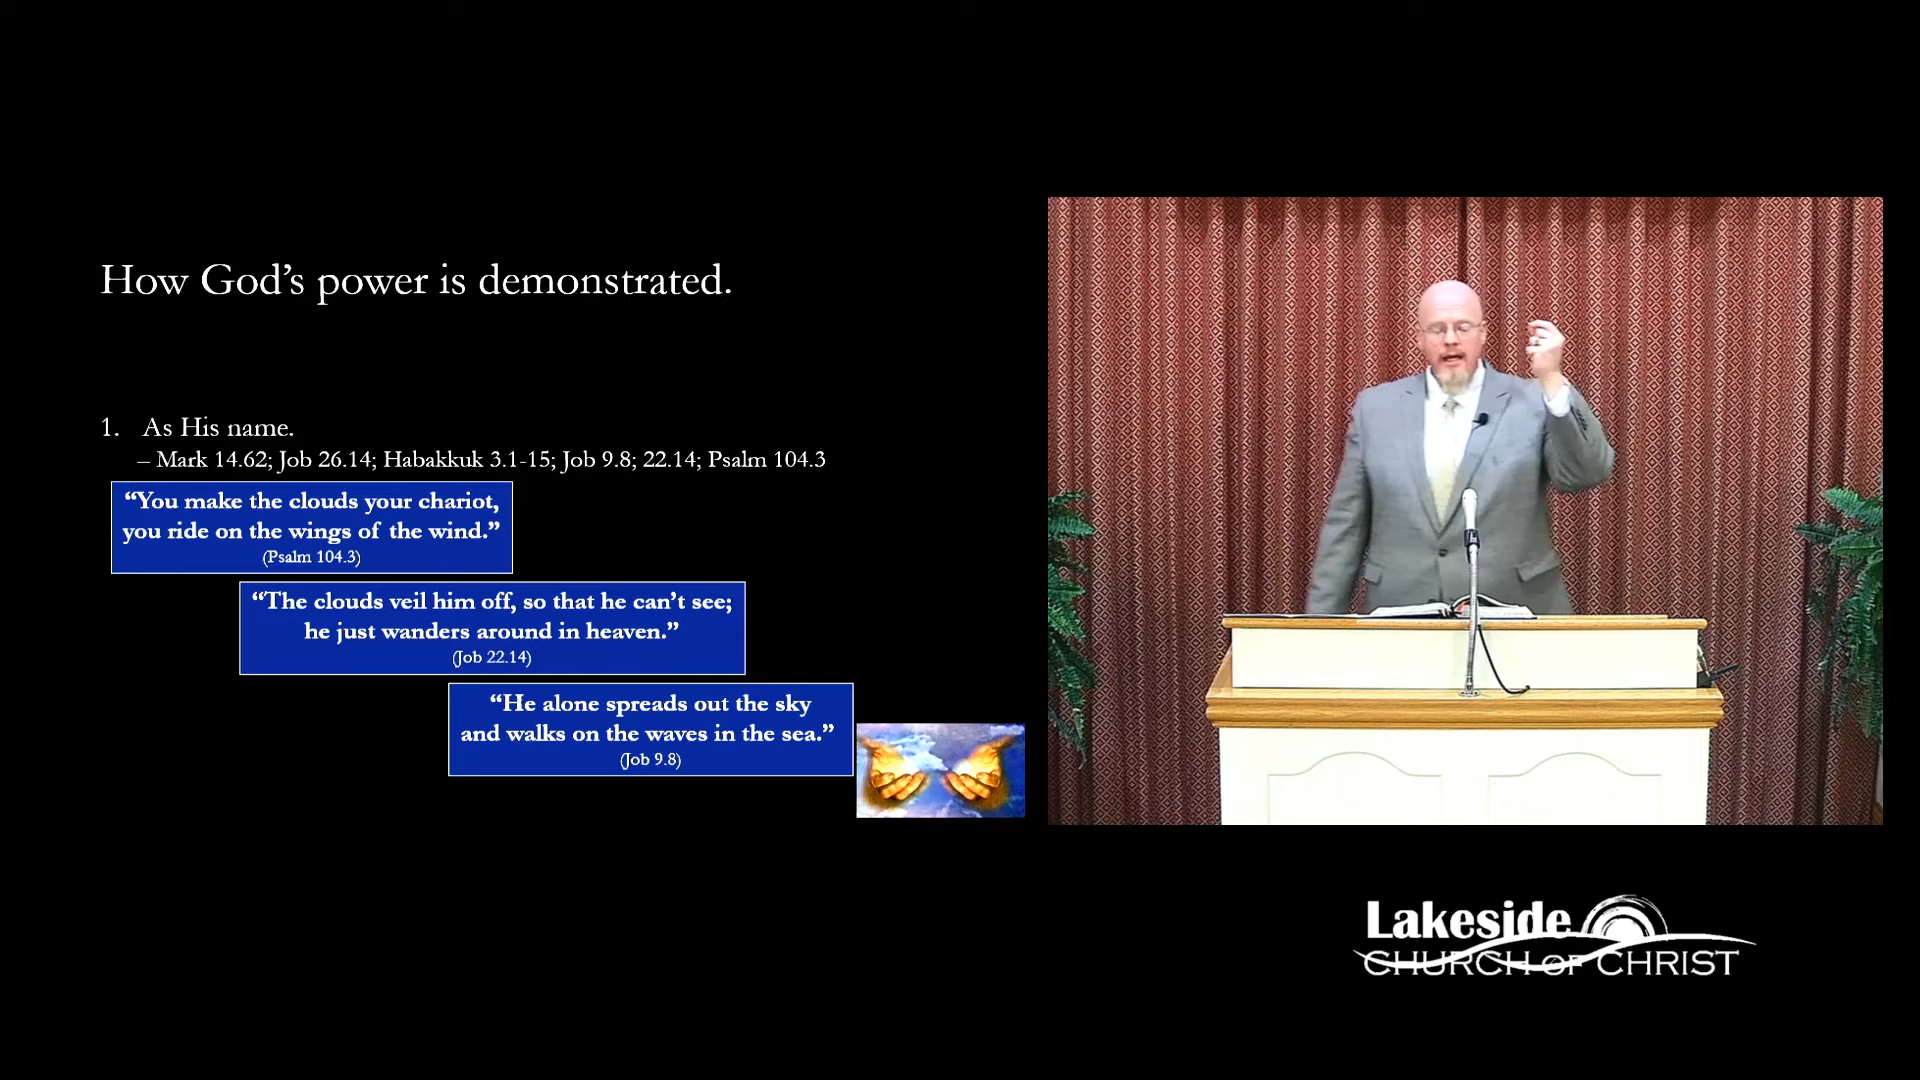 How God’s power is demonstrated.
1. As His name.
– Mark 14.62; Job 26.14; Habakkuk 3.1-15; Job 9.8; 22.14; Psalm 104.3
“You make the clouds your chariot,
you ride on the wings of the wind.”
(Psalm 104.3)
“The clouds veil him off, so that he can’t see;
he just wanders around in heaven.”
(Job 22.14)
“He alone spreads out the sky
and walks on the waves in the sea.”
(Job 9.8)
Lakeside
CHURCH OF CHRIST